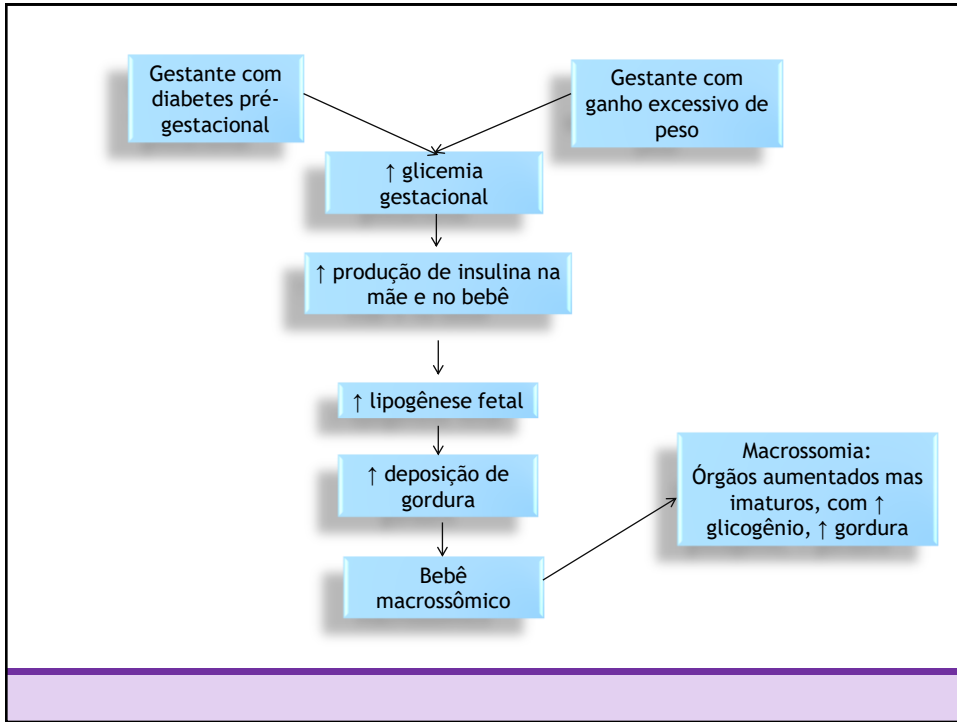 Gestante com
diabetes pré-
gestacional
Gestante com
ganho excessivo de
peso
↑ glicemia
gestacional
↑ produção de insulina na
mãe e no bebê
↑ lipogênese fetal
↑ deposição de
gordura
Macrossomia:
Órgãos aumentados mas
imaturos, com ↑
glicogênio, ↑ gordura
Bebê
macrossômico